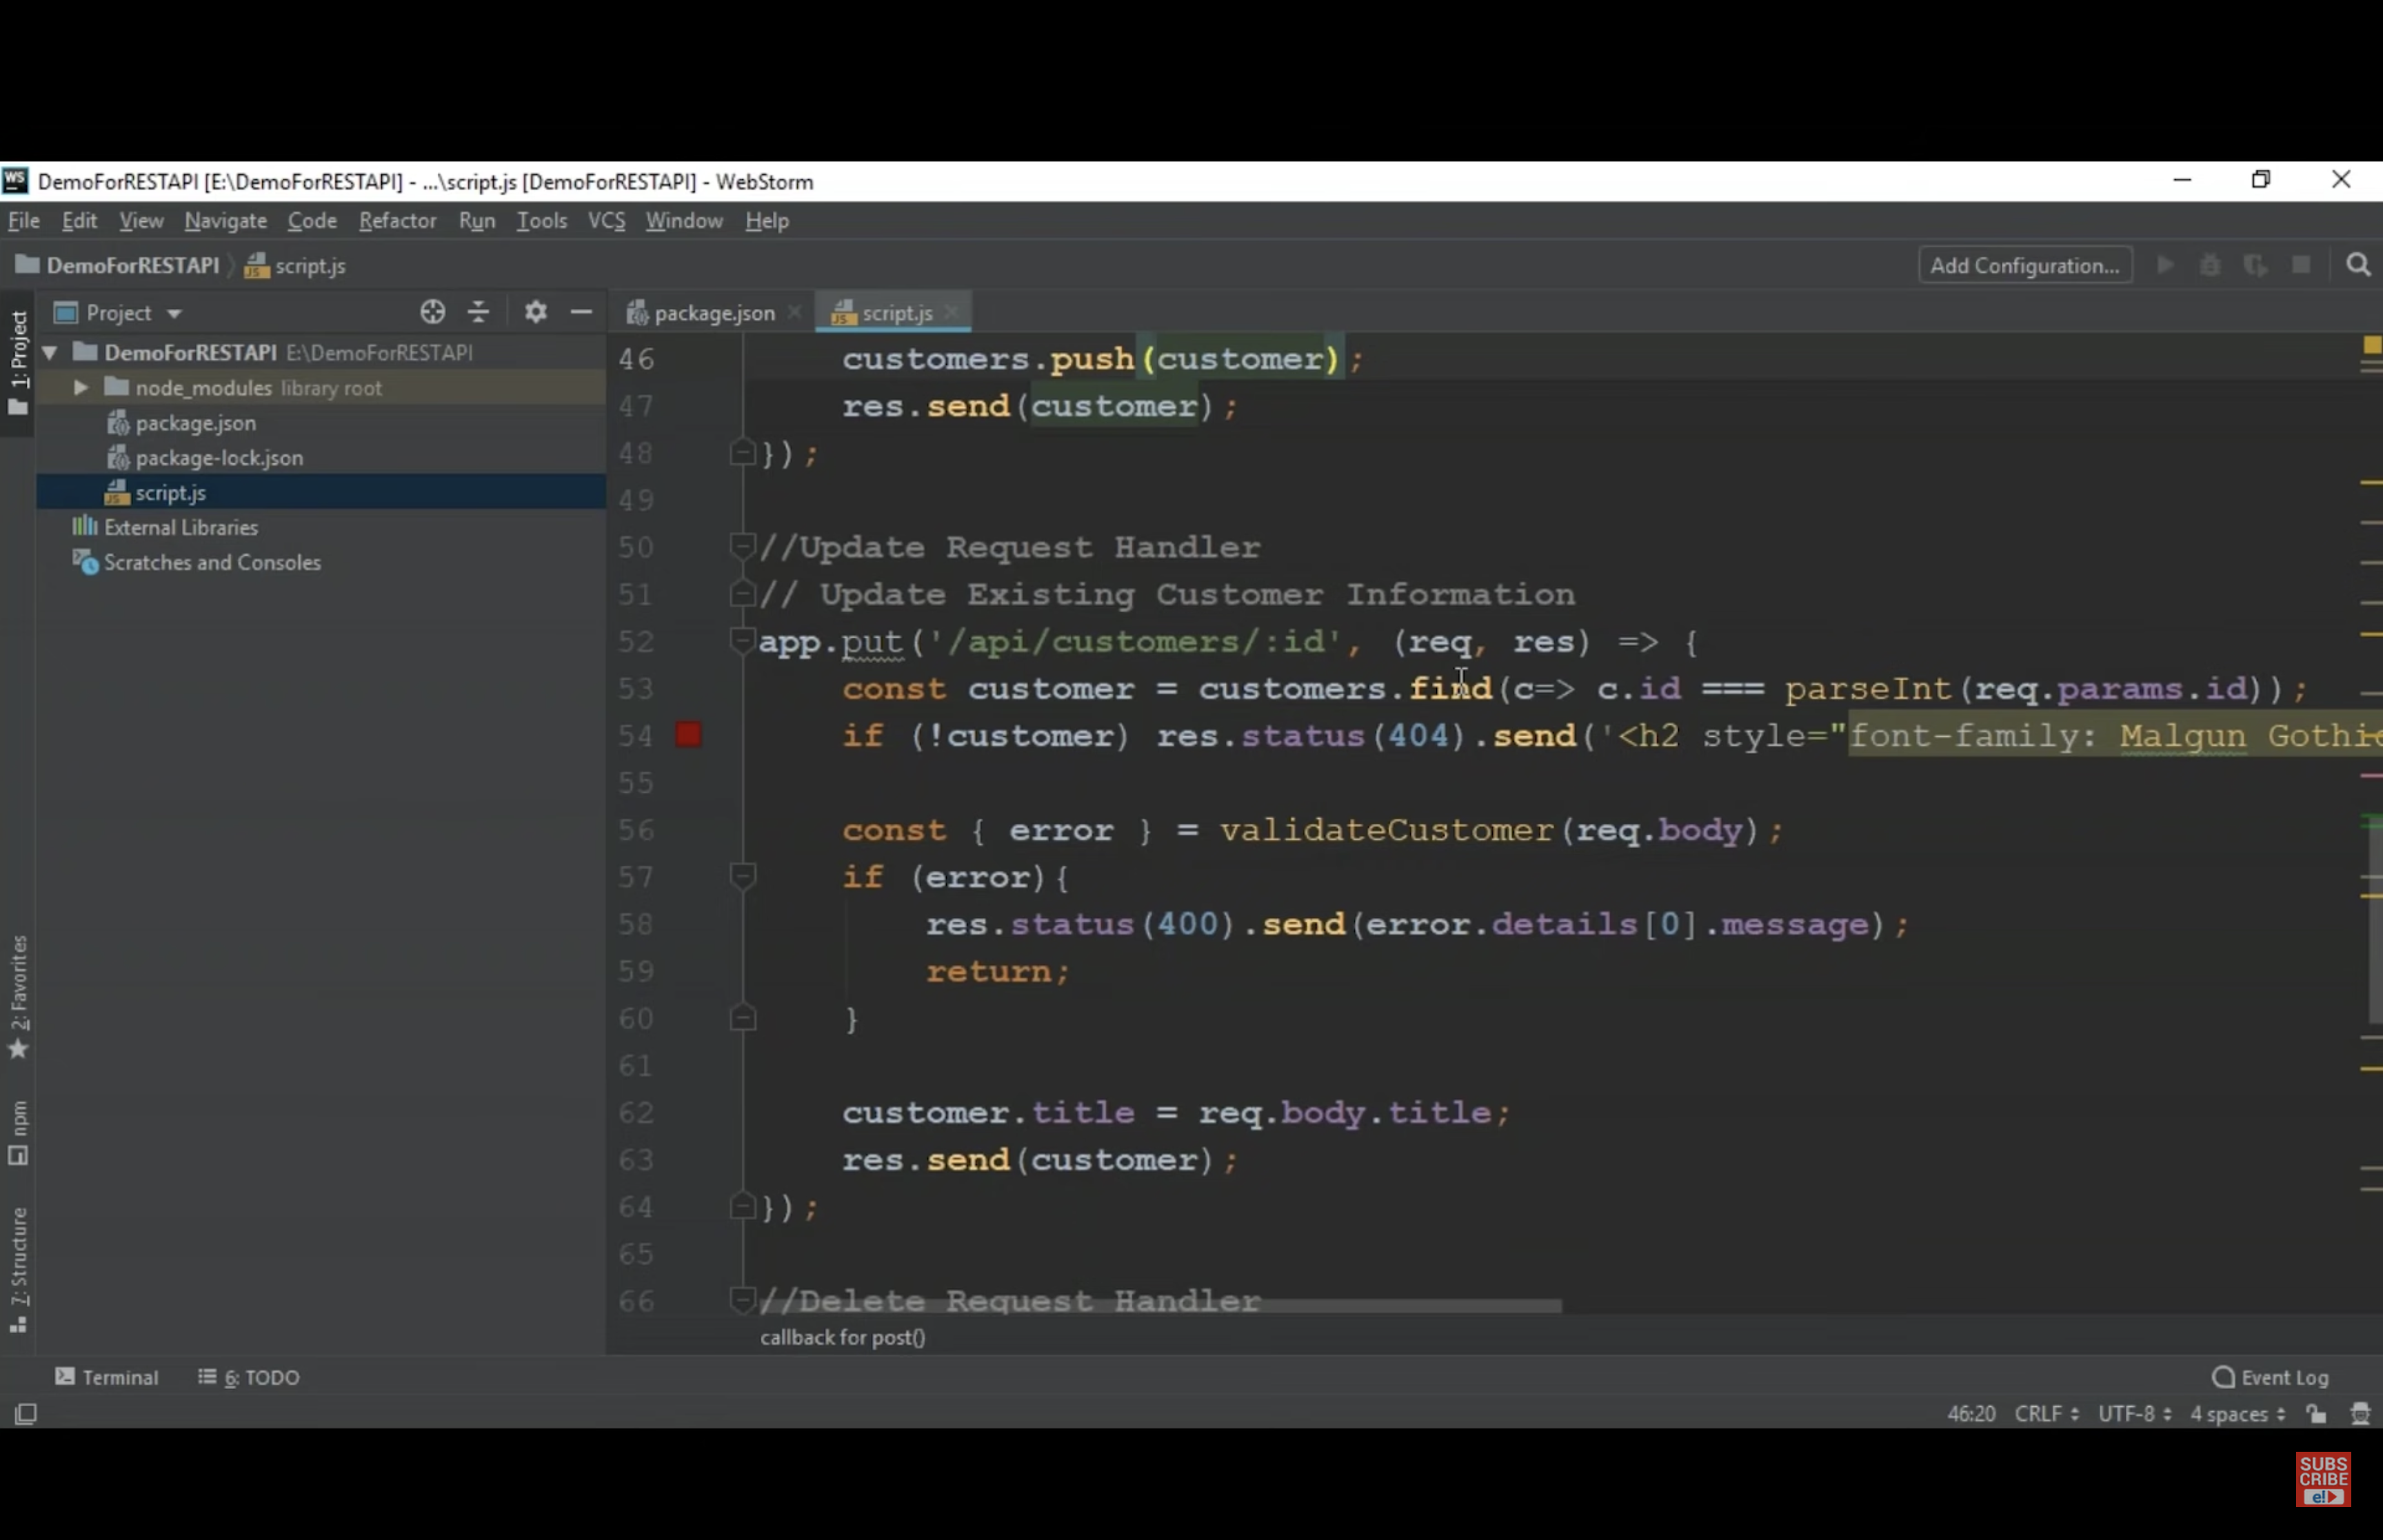 WS DemoForRESTAPI [E:\DemoForRESTAPI] - ...\script.js [DemoForRESTAPI] - WebStorm
File Edit View Navigate Code Refactor Run Tools VCS Window Help
DemoForRESTAPI script.js Add Configuration...
1: Project
Project
package.json script.js
DemoForRESTAPI E:\DemoForRESTAPI
node_modules library root
package.json
package-lock.json
script.js
External Libraries
Scratches and Consoles
2: Favorites
npm
7: Structure
46 customers.push(customer);
47 res.send(customer);
48 });
49
50 //Update Request Handler
51 // Update Existing Customer Information
52 app.put('/api/customers/:id', (req, res) => {
53 const customer = customers.find(c=> c.id === parseInt(req.params.id));
54 if (!customer) res.status(404).send('<h2 style="font-family: Malgun Gothic
55
56 const { error } = validateCustomer(req.body);
57 if (error){
58 res.status(400).send(error.details[0].message);
59 return;
60 }
61
62 customer.title = req.body.title;
63 res.send(customer);
64 });
65
66 //Delete Request Handler
callback for post()
Terminal 6: TODO Event Log
46:20 CRLF UTF-8 4 spaces
SUBS
CRIBE
e!